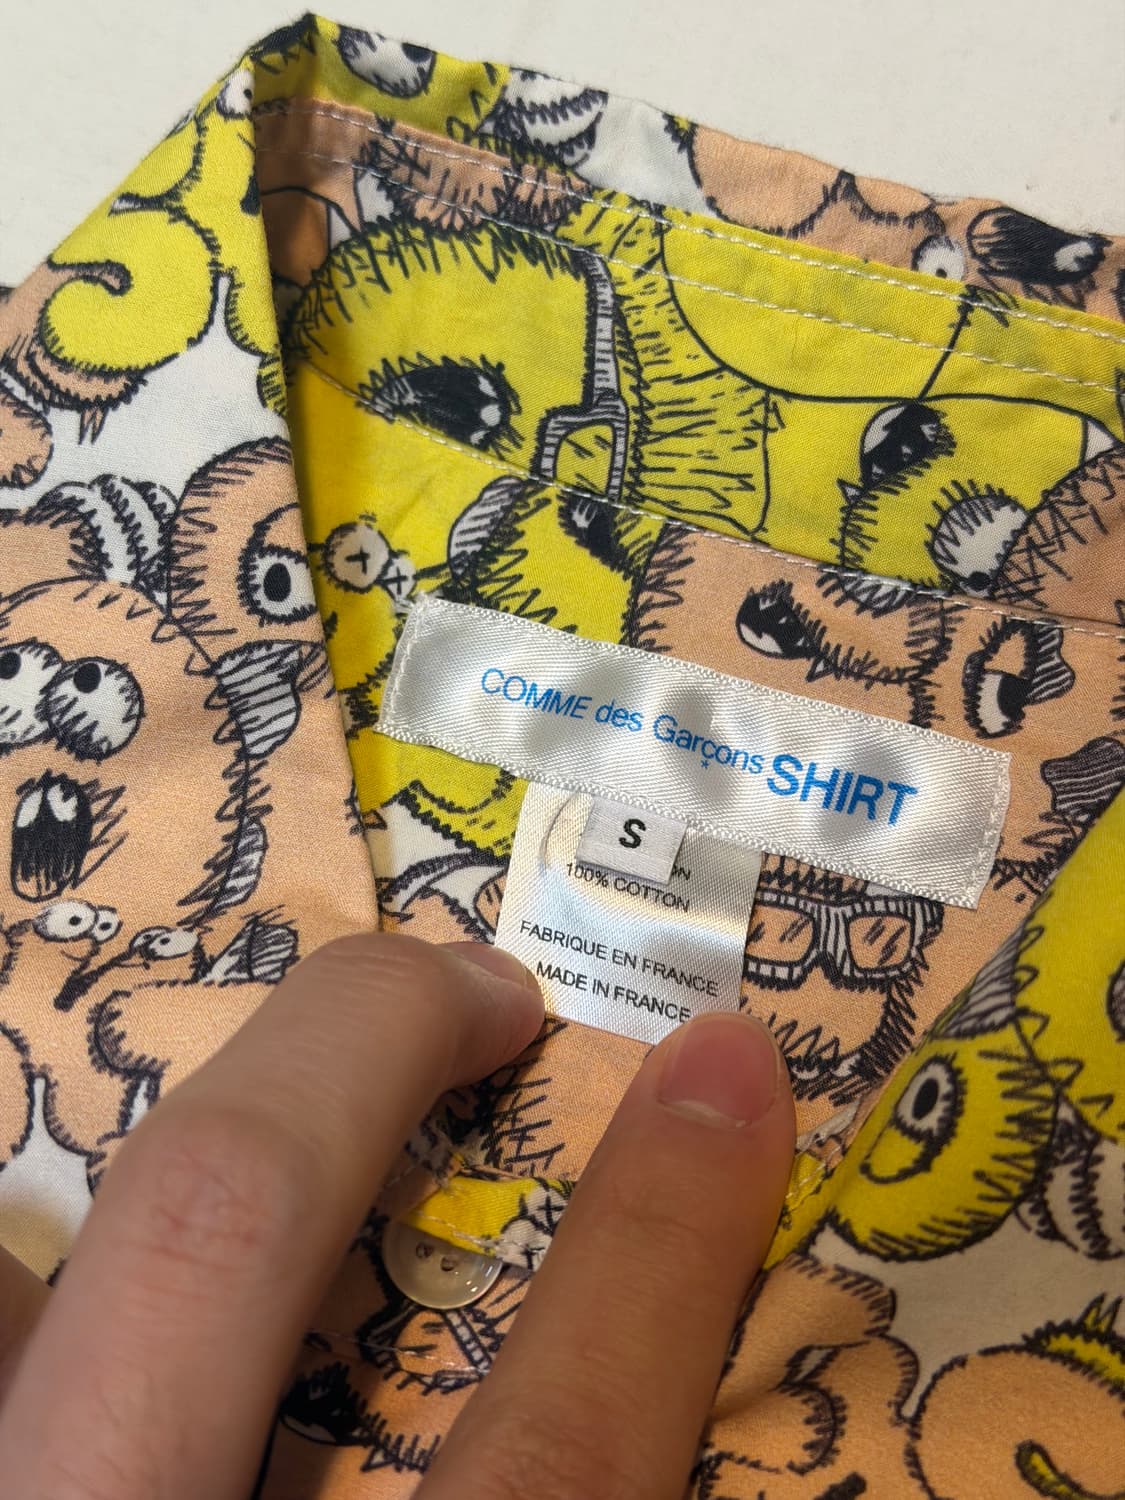 COMME des Garçons SHIRT
*
S
100% COTTON
FABRIQUE EN FRANCE
MADE IN FRANCE